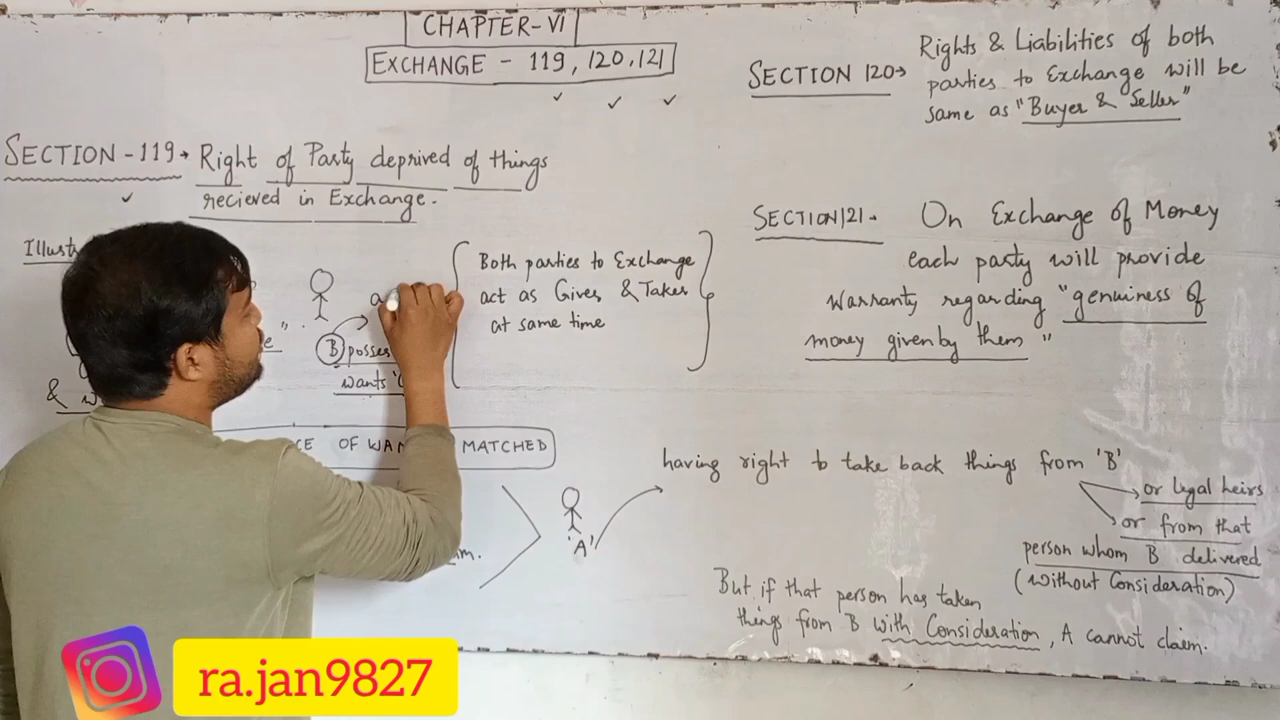 CHAPTER-VI
EXCHANGE - 119, 120, 121
SECTION-119→ Right of Party deprived of things
recieved in Exchange.
Illust
B posses
wants
&
Both parties to Exchange
act as Gives & Taker
at same time
OF WAN MATCHED
'A'
having right to take back things from 'B'
or legal heirs
or from that
person whom B delivered
(without Consideration)
But if that person has taken
things from B with Consideration, A cannot claim.
SECTION 120→ Rights & Liabilities of both
parties to Exchange will be
same as "Buyer & Seller"
SECTION 121- On Exchange of Money
each party will provide
warranty regarding "genuiness of
money given by them"
ra.jan9827